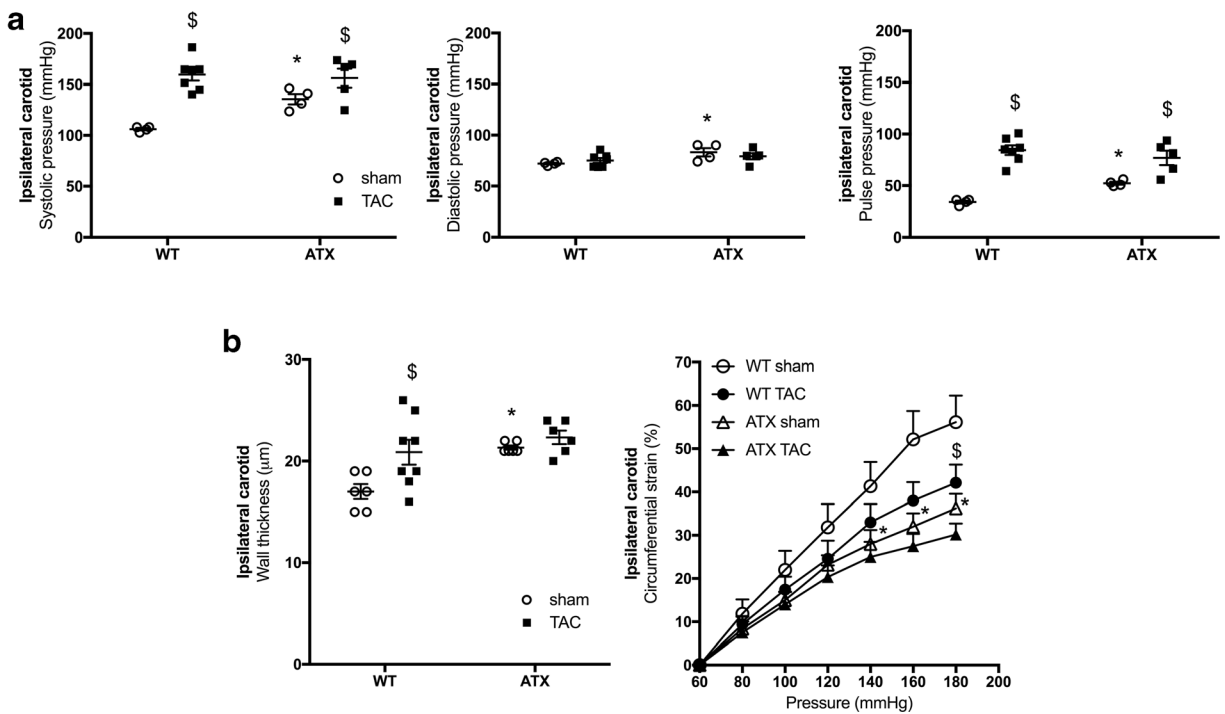 a
Ipsilateral carotid
Systolic pressure (mmHg)
200
150
100
50
0
$
*
$
sham
TAC
WT
ATX
Ipsilateral carotid
Diastolic pressure (mmHg)
200
150
100
50
0
*
WT
ATX
ipsilateral carotid
Pulse pressure (mmHg)
200
150
100
50
0
$
*
$
WT
ATX
b
Ipsilateral carotid
Wall thickness (μm)
30
20
10
0
$
*
sham
TAC
WT
ATX
Ipsilateral carotid
Circumferential strain (%)
70
60
50
40
30
20
10
0
WT sham
WT TAC
ATX sham
ATX TAC
$
*
*
*
60
80
100
120
140
160
180
200
Pressure (mmHg)